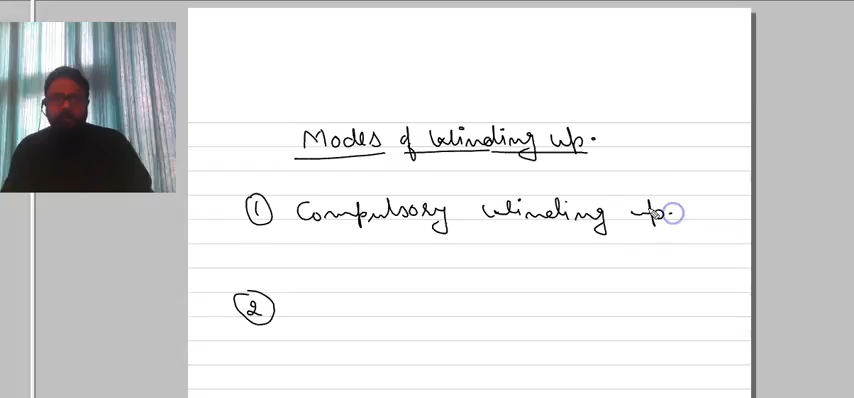 Modes of Winding up.
① Compulsory Winding up.
②